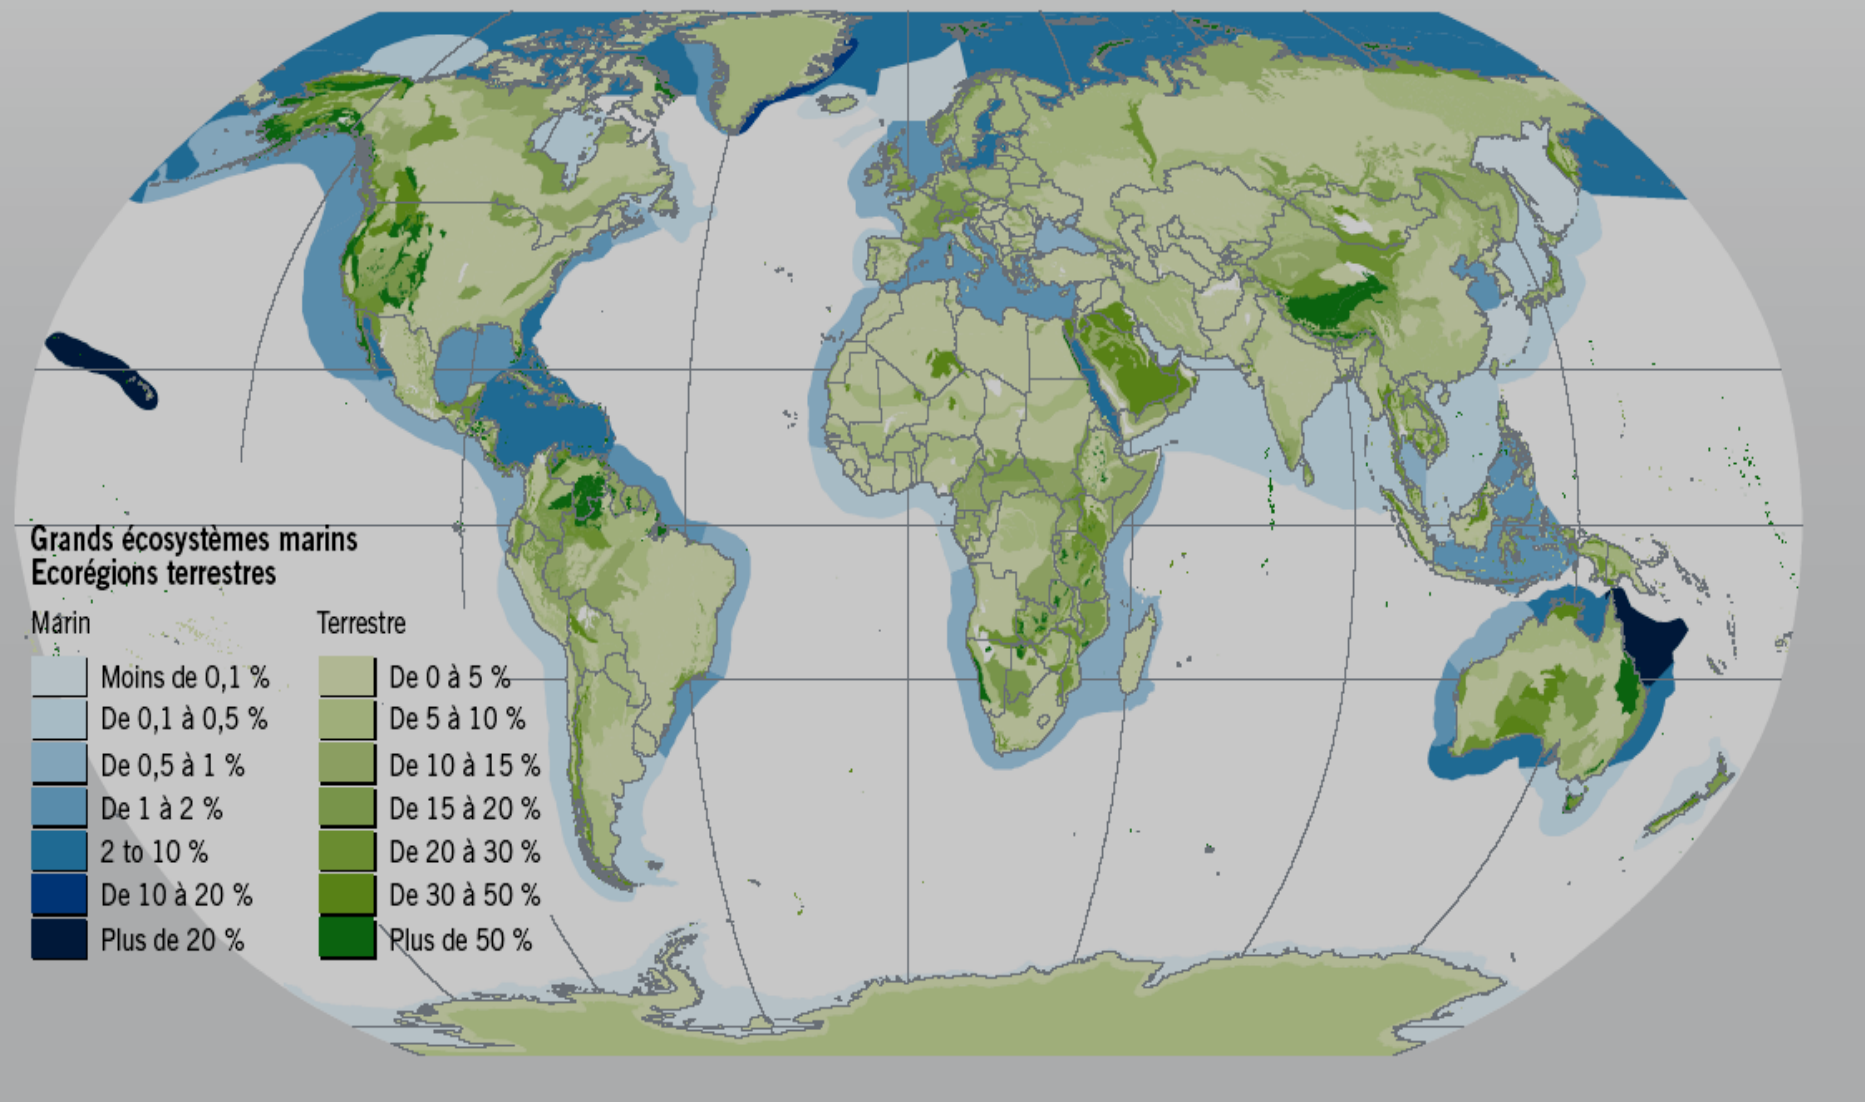 Grands écosystèmes marins
Ecorégions terrestres
Marin
Terrestre
Moins de 0,1 %
De 0 à 5 %
De 0,1 à 0,5 %
De 5 à 10 %
De 0,5 à 1 %
De 10 à 15 %
De 1 à 2 %
De 15 à 20 %
2 to 10 %
De 20 à 30 %
De 10 à 20 %
De 30 à 50 %
Plus de 20 %
Plus de 50 %